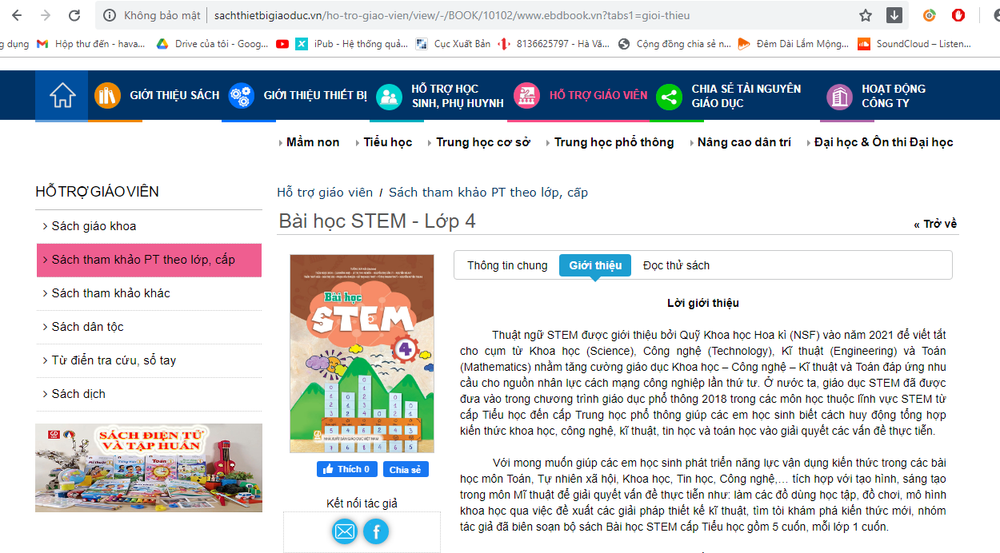 Không bảo mật
sachthietbigiaoduc.vn/ho-tro-giao-vien/view/-/BOOK/10102/www.ebdbook.vn?tabs1=gioi-thieu
g dụng
Hộp thư đến - hava...
Drive của tôi - Goog...
iPub - Hệ thống quả...
Cục Xuất Bản
8136625797 - Hà Vă...
Cộng đồng chia sẻ n...
Đêm Dài Lắm Mộng...
SoundCloud – Listen...
GIỚI THIỆU SÁCH
GIỚI THIỆU THIẾT BỊ
HỖ TRỢ HỌC
SINH, PHỤ HUYNH
HỖ TRỢ GIÁO VIÊN
CHIA SẺ TÀI NGUYÊN
GIÁO DỤC
HOẠT ĐỘNG
CÔNG TY
Mầm non
Tiểu học
Trung học cơ sở
Trung học phổ thông
Nâng cao dân trí
Đại học & Ôn thi Đại học
HỖ TRỢ GIÁO VIÊN
Sách giáo khoa
Sách tham khảo PT theo lớp, cấp
Sách tham khảo khác
Sách dân tộc
Từ điển tra cứu, sổ tay
Sách dịch
SÁCH ĐIỆN TỬ
VÀ TẬP HUẤN
Hỗ trợ giáo viên / Sách tham khảo PT theo lớp, cấp
Bài học STEM - Lớp 4
« Trở về
Bài học
STEM
4
NHÀ XUẤT BẢN GIÁO DỤC VIỆT NAM
Thích 0
Chia sẻ
Kết nối tác giả
Thông tin chung
Giới thiệu
Đọc thử sách
Lời giới thiệu
Thuật ngữ STEM được giới thiệu bởi Quỹ Khoa học Hoa kì (NSF) vào năm 2021 để viết tắt
cho cụm từ Khoa học (Science), Công nghệ (Technology), Kĩ thuật (Engineering) và Toán
(Mathematics) nhằm tăng cường giáo dục Khoa học – Công nghệ – Kĩ thuật và Toán đáp ứng nhu
cầu cho nguồn nhân lực cách mạng công nghiệp lần thứ tư. Ở nước ta, giáo dục STEM đã được
đưa vào trong chương trình giáo dục phổ thông 2018 trong các môn học thuộc lĩnh vực STEM từ
cấp Tiểu học đến cấp Trung học phổ thông giúp các em học sinh biết cách huy động tổng hợp
kiến thức khoa học, công nghệ, kĩ thuật, tin học và toán học vào giải quyết các vấn đề thực tiễn.
Với mong muốn giúp các em học sinh phát triển năng lực vận dụng kiến thức trong các bài
học môn Toán, Tự nhiên xã hội, Khoa học, Tin học, Công nghệ,... tích hợp với tạo hình, sáng tạo
trong môn Mĩ thuật để giải quyết vấn đề thực tiễn như: làm các đồ dùng học tập, đồ chơi, mô hình
khoa học qua việc đề xuất các giải pháp thiết kế kĩ thuật, tìm tòi khám phá kiến thức mới, nhóm
tác giả đã biên soạn bộ sách Bài học STEM cấp Tiểu học gồm 5 cuốn, mỗi lớp 1 cuốn.